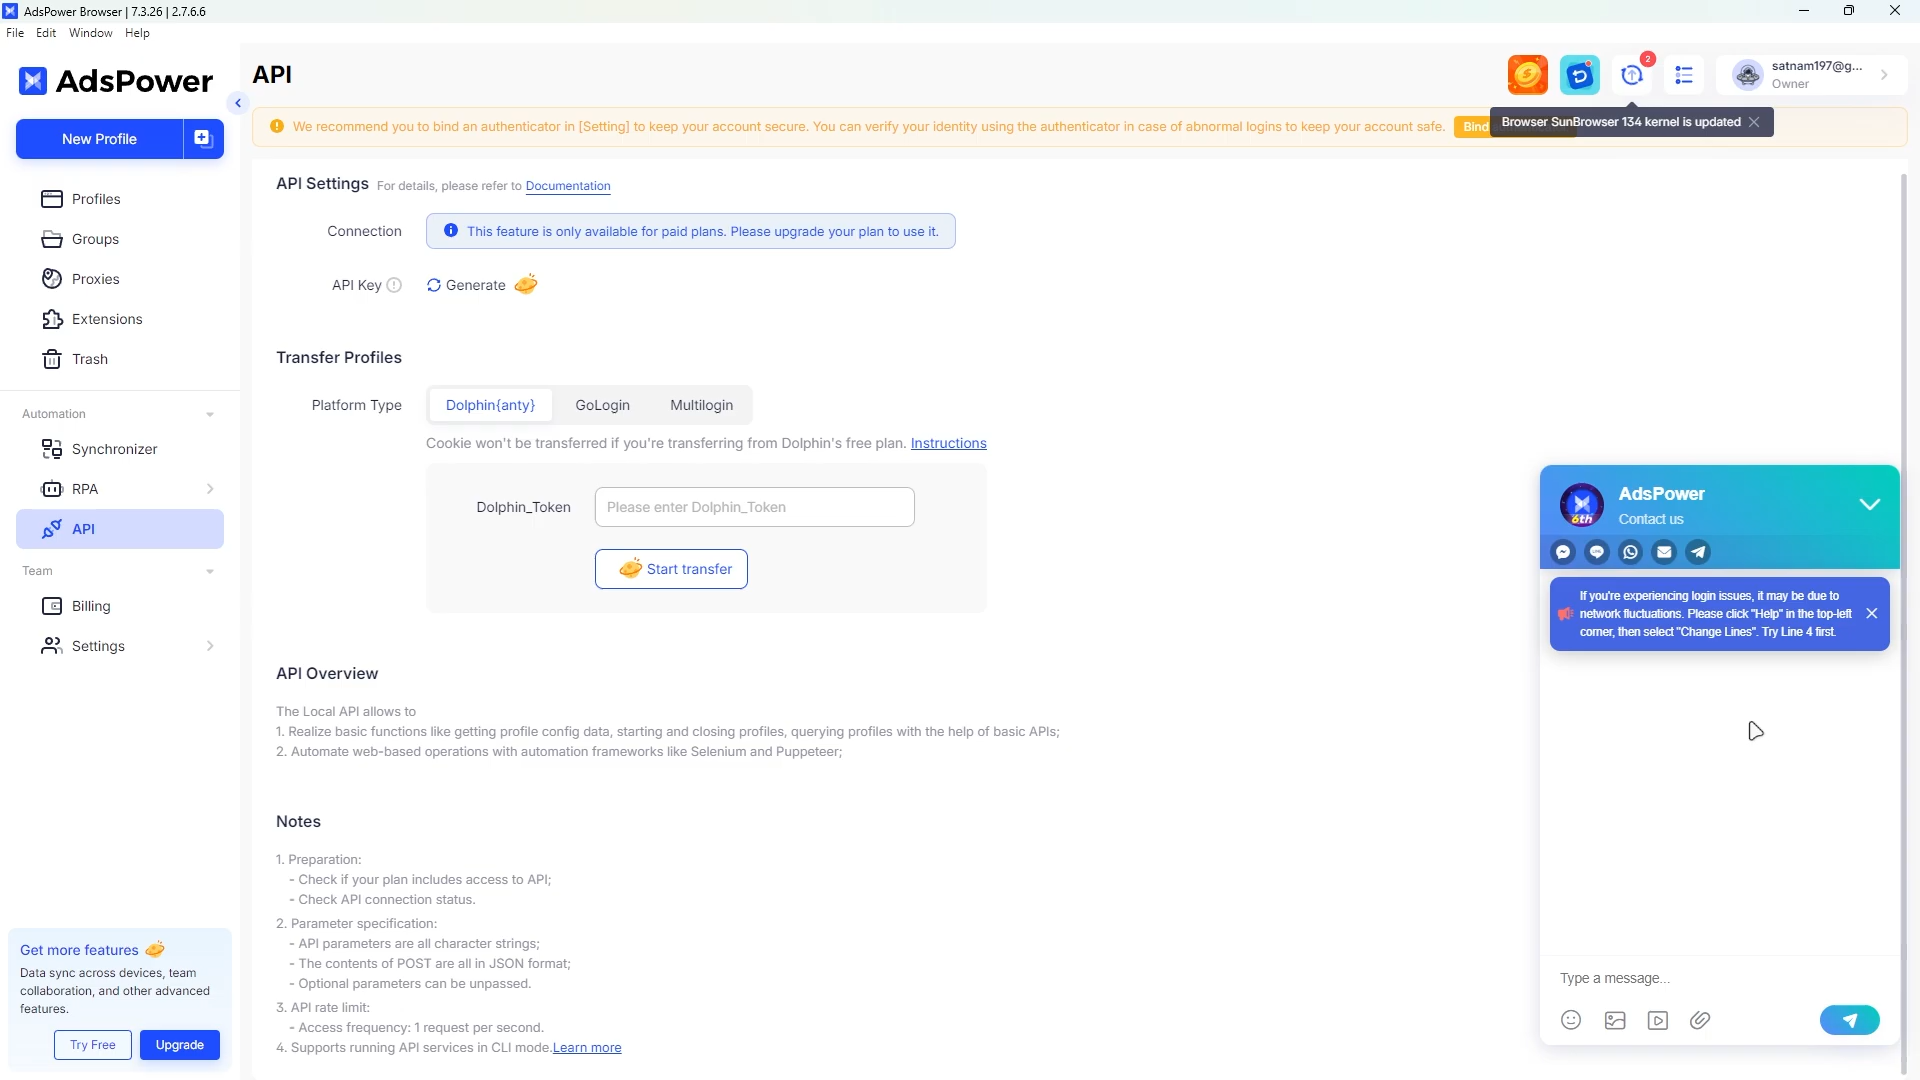 AdsPower Browser | 7.3.26 | 2.7.6.6
File Edit Window Help
AdsPower
New Profile
Profiles
Groups
Proxies
Extensions
Trash
Automation
Synchronizer
RPA
API
Team
Billing
Settings
Get more features
Data sync across devices, team
collaboration, and other advanced
features.
Try Free Upgrade
API
2
satnam197@g...
Owner
We recommend you to bind an authenticator in [Setting] to keep your account secure. You can verify your identity using the authenticator in case of abnormal logins to keep your account safe. Bind
Browser SunBrowser 134 kernel is updated
API Settings For details, please refer to Documentation
Connection This feature is only available for paid plans. Please upgrade your plan to use it.
API Key Generate
Transfer Profiles
Platform Type Dolphin{anty} GoLogin Multilogin
Cookie won't be transferred if you're transferring from Dolphin's free plan. Instructions
Dolphin_Token Please enter Dolphin_Token
Start transfer
API Overview
The Local API allows to
1. Realize basic functions like getting profile config data, starting and closing profiles, querying profiles with the help of basic APIs;
2. Automate web-based operations with automation frameworks like Selenium and Puppeteer;
Notes
1. Preparation:
- Check if your plan includes access to API;
- Check API connection status.
2. Parameter specification:
- API parameters are all character strings;
- The contents of POST are all in JSON format;
- Optional parameters can be unpassed.
3. API rate limit:
- Access frequency: 1 request per second.
4. Supports running API services in CLI mode.Learn more
6th
AdsPower
Contact us
If you're experiencing login issues, it may be due to
network fluctuations. Please click "Help" in the top-left
corner, then select "Change Lines". Try Line 4 first.
Type a message...